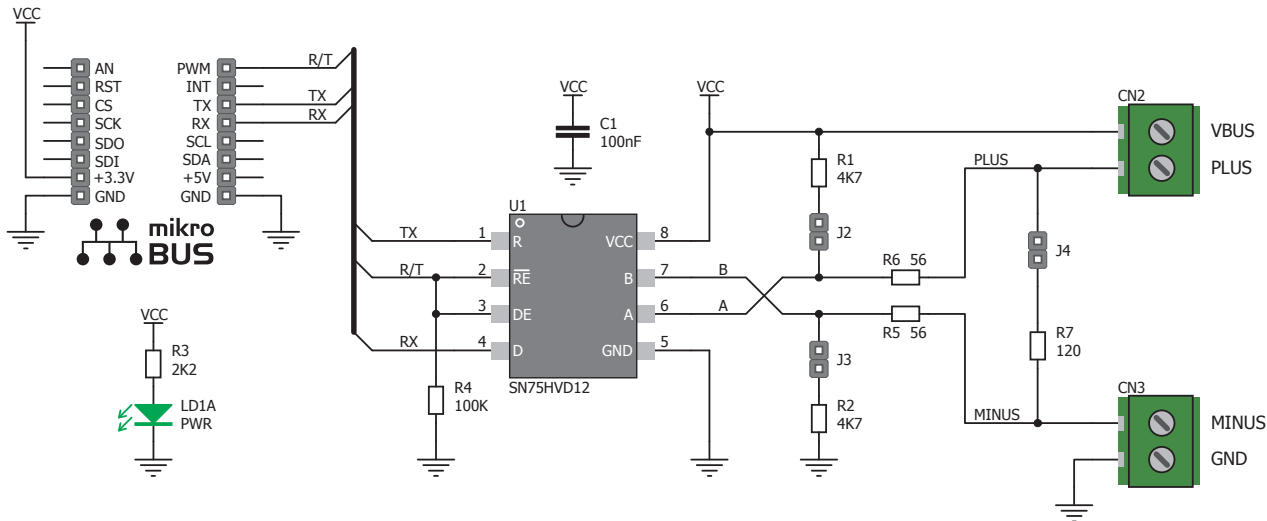 VCC
AN
RST
CS
SCK
SDO
SDI
+3.3V
GND
PWM
INT
TX
RX
SCL
SDA
+5V
GND
R/T
TX
RX
mikro
BUS
VCC
R3
2K2
LD1A
PWR
VCC
C1
100nF
TX
R/T
RX
R4
100K
U1
1
2
3
4
R
RE
DE
D
VCC
B
A
GND
8
7
6
5
SN75HVD12
VCC
B
A
R1
4K7
J2
J3
R2
4K7
R6 56
R5 56
PLUS
MINUS
J4
R7
120
CN2
VBUS
PLUS
CN3
MINUS
GND